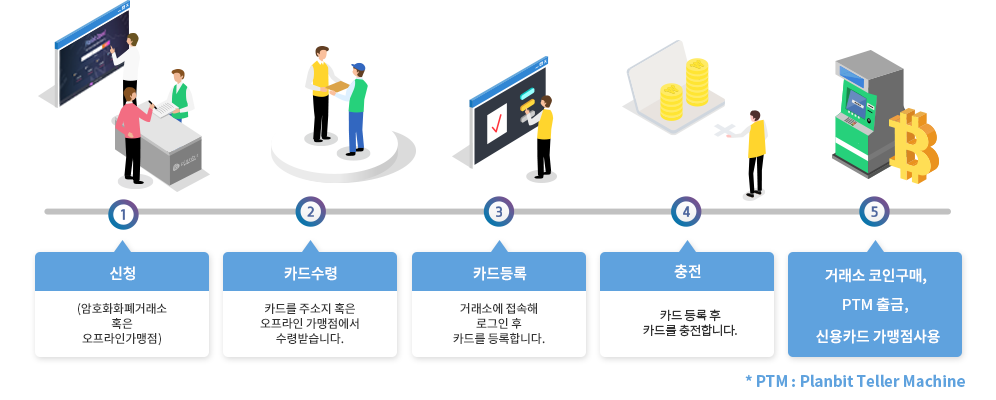 1
2
3
4
5
신청
(암호화화폐거래소
혹은
오프라인가맹점)
카드수령
카드를 주소지 혹은
오프라인 가맹점에서
수령받습니다.
카드등록
거래소에 접속해
로그인 후
카드를 등록합니다.
충전
카드 등록 후
카드를 충전합니다.
거래소 코인구매,
PTM 출금,
신용카드 가맹점사용
* PTM : Planbit Teller Machine